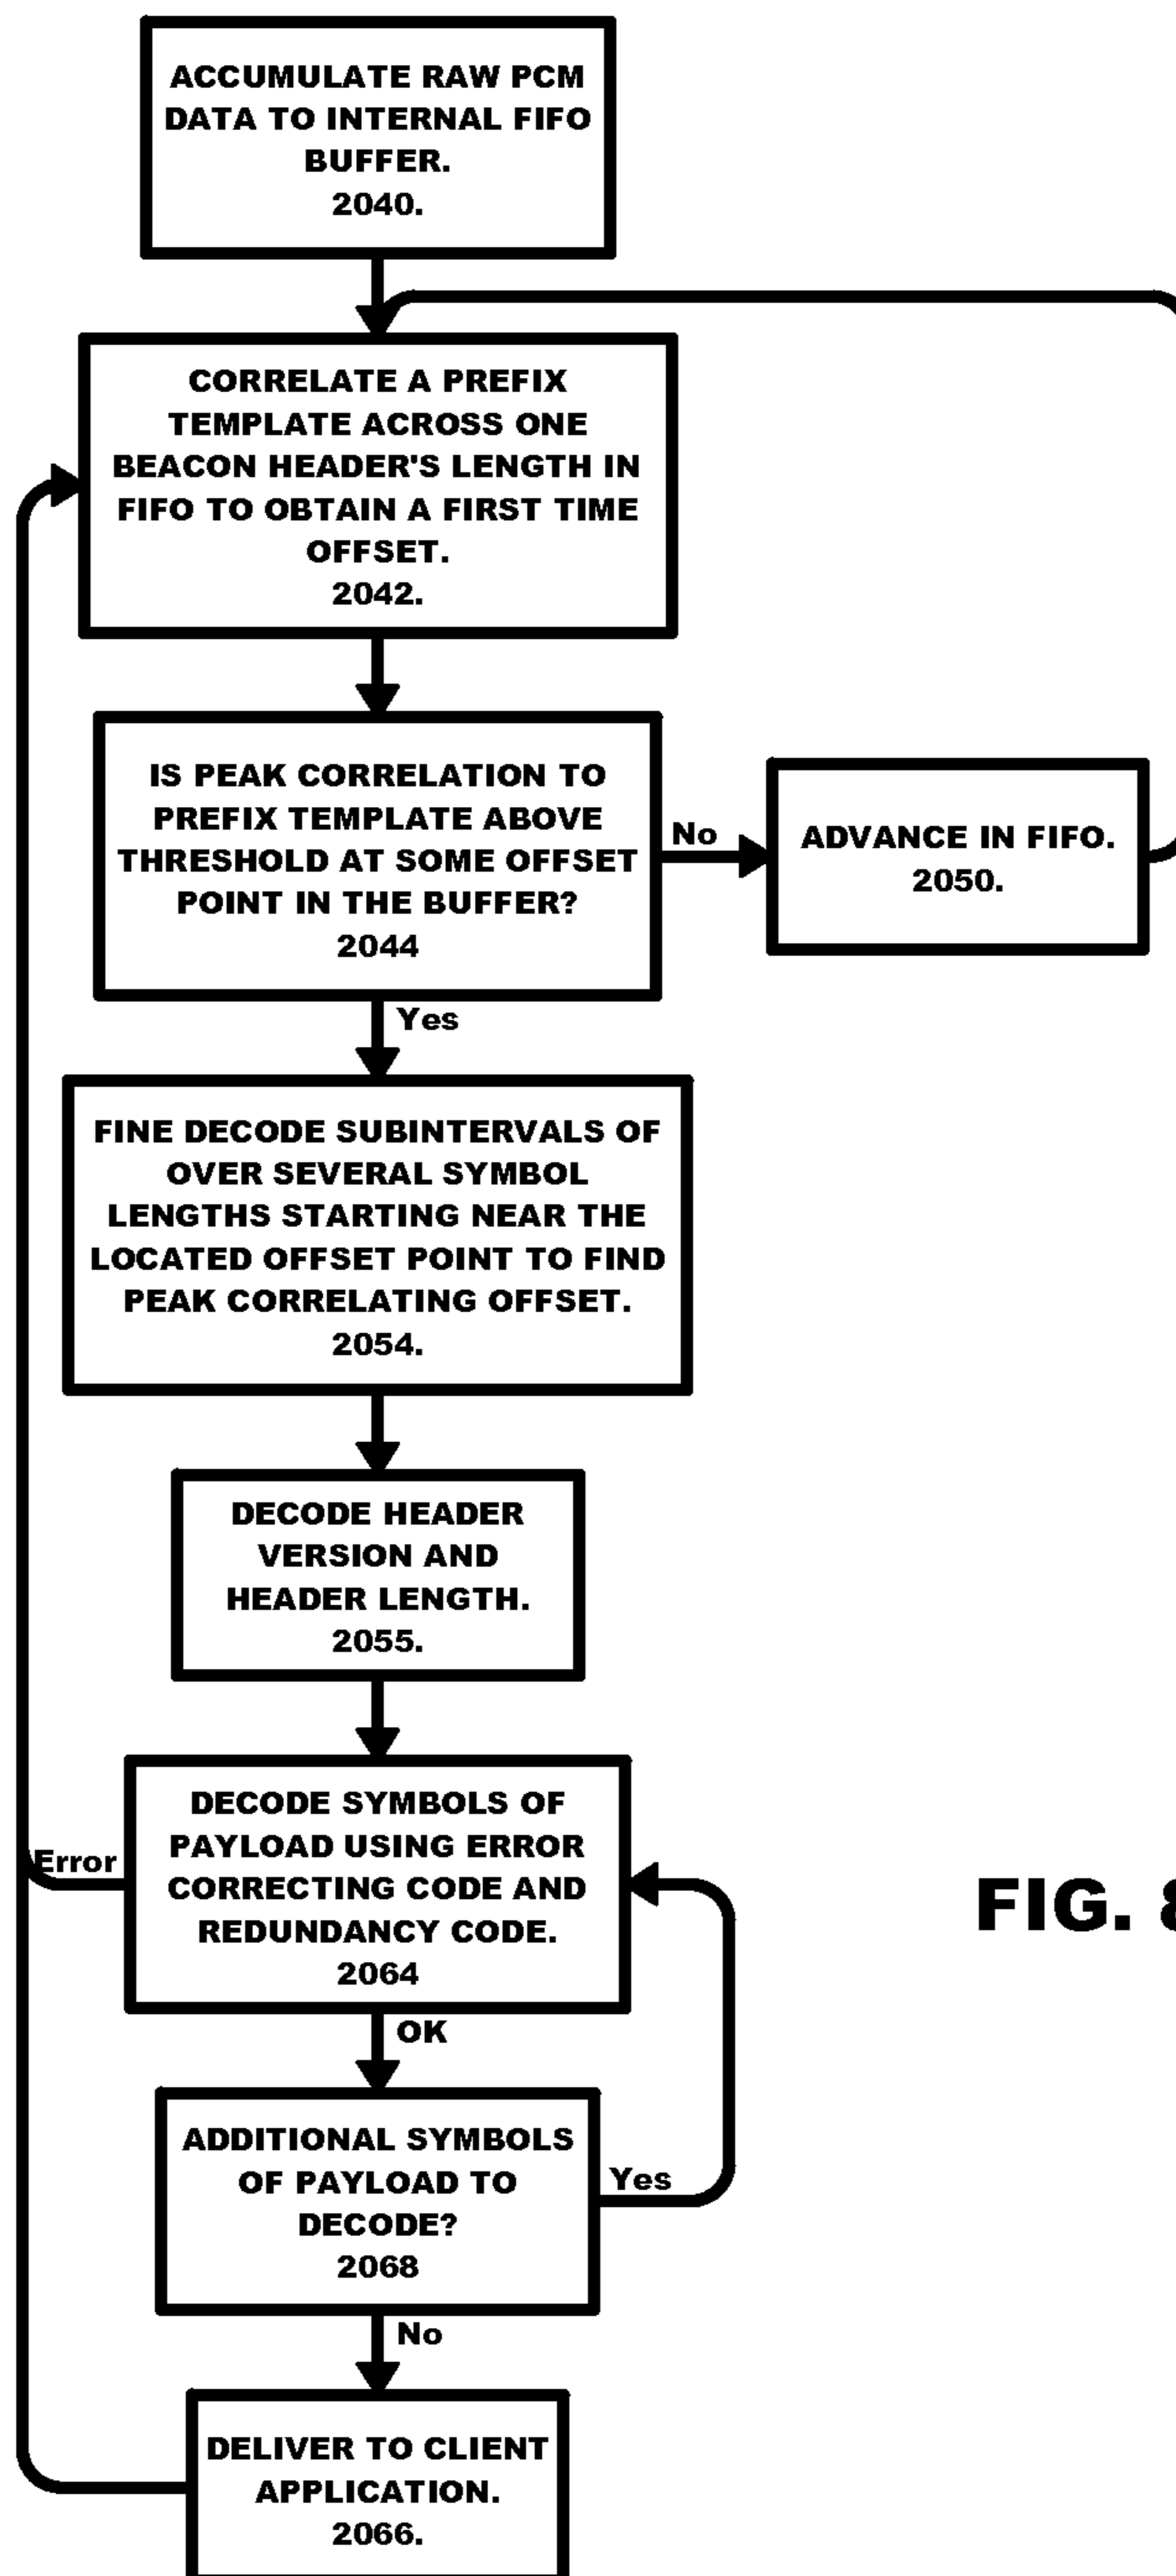 ACCUMULATE RAW PCM
DATA TO INTERNAL FIFO
BUFFER.
2040.
CORRELATE A PREFIX
TEMPLATE ACROSS ONE
BEACON HEADER'S LENGTH IN
FIFO TO OBTAIN A FIRST TIME
OFFSET.
2042.
IS PEAK CORRELATION TO
PREFIX TEMPLATE ABOVE
THRESHOLD AT SOME OFFSET
POINT IN THE BUFFER?
2044
No
ADVANCE IN FIFO.
2050.
Yes
FINE DECODE SUBINTERVALS OF
OVER SEVERAL SYMBOL
LENGTHS STARTING NEAR THE
LOCATED OFFSET POINT TO FIND
PEAK CORRELATING OFFSET.
2054.
DECODE HEADER
VERSION AND
HEADER LENGTH.
2055.
DECODE SYMBOLS OF
PAYLOAD USING ERROR
CORRECTING CODE AND
REDUNDANCY CODE.
2064
Error
FIG. 8
OK
ADDITIONAL SYMBOLS
OF PAYLOAD TO
DECODE?
2068
Yes
No
DELIVER TO CLIENT
APPLICATION.
2066.